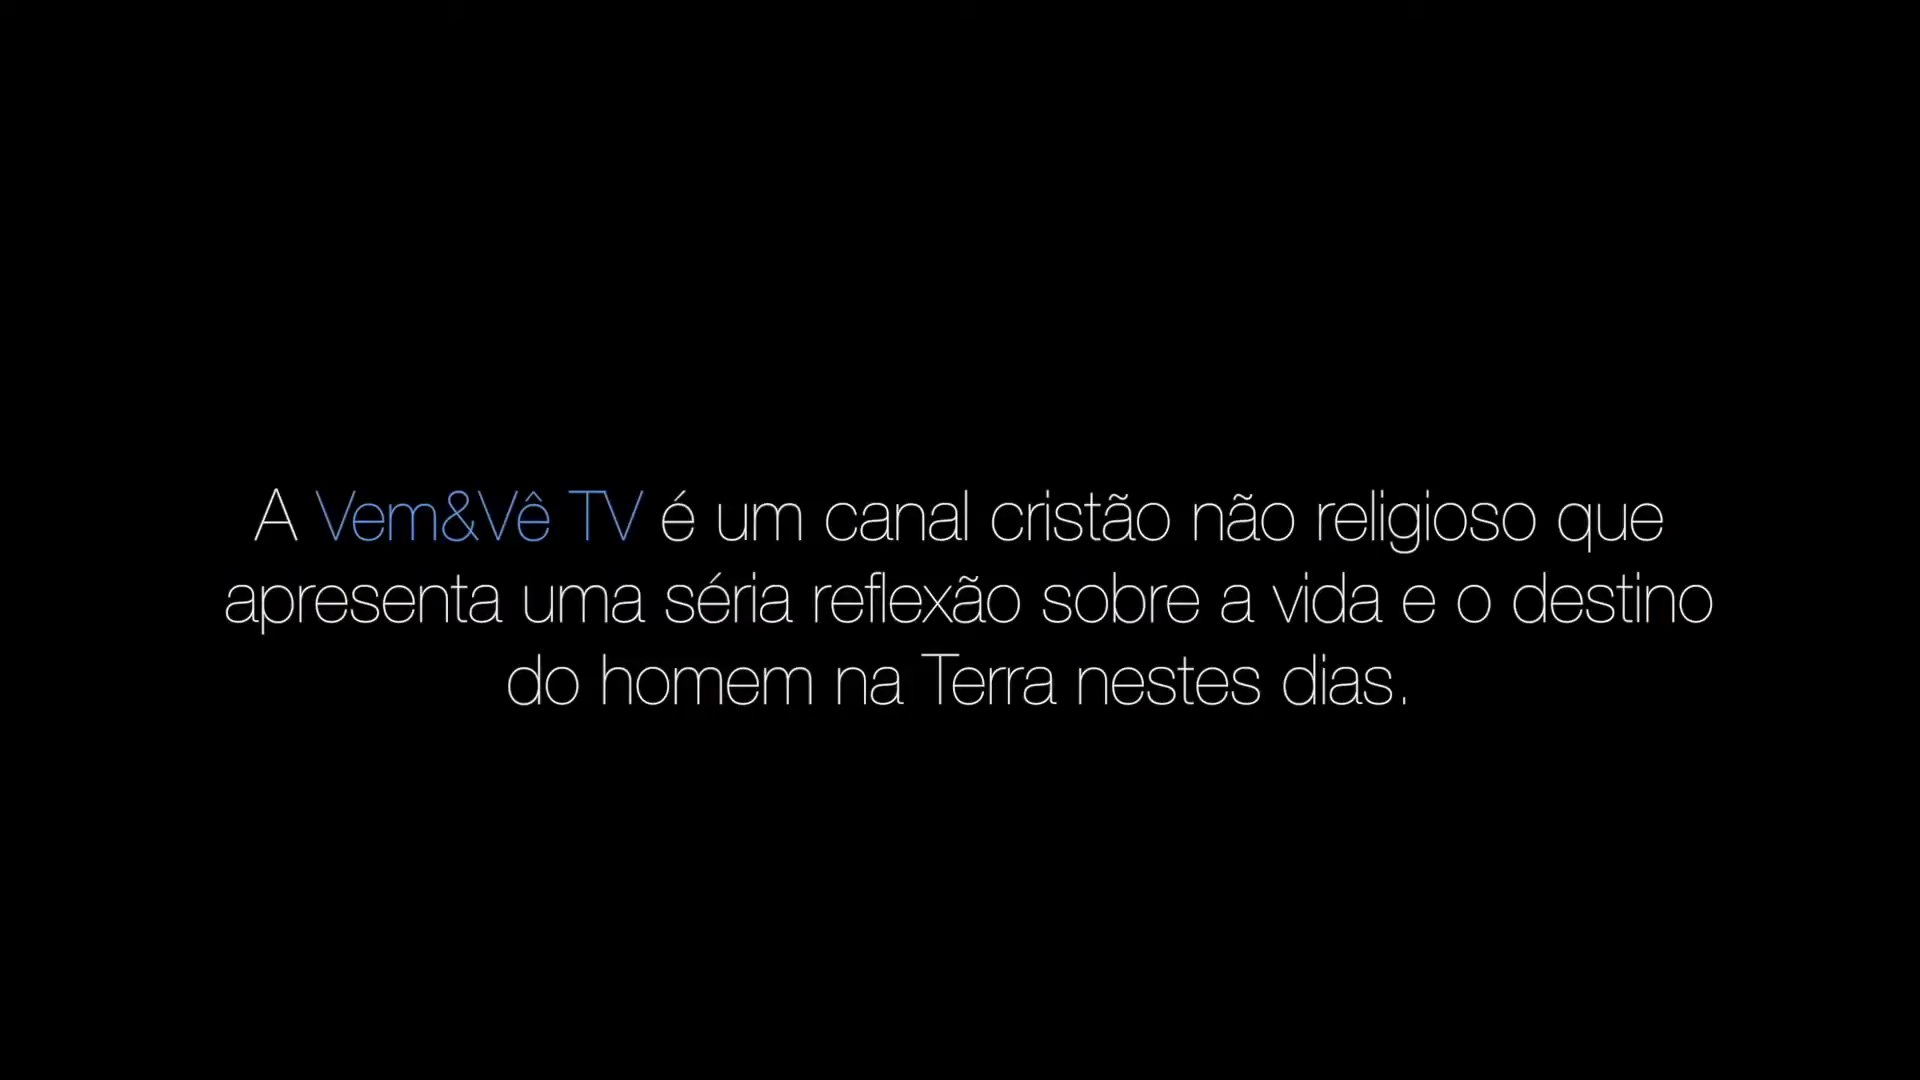 A Vem&Vê TV é um canal cristão não religioso que
apresenta uma séria reflexão sobre a vida e o destino
do homem na Terra nestes dias.